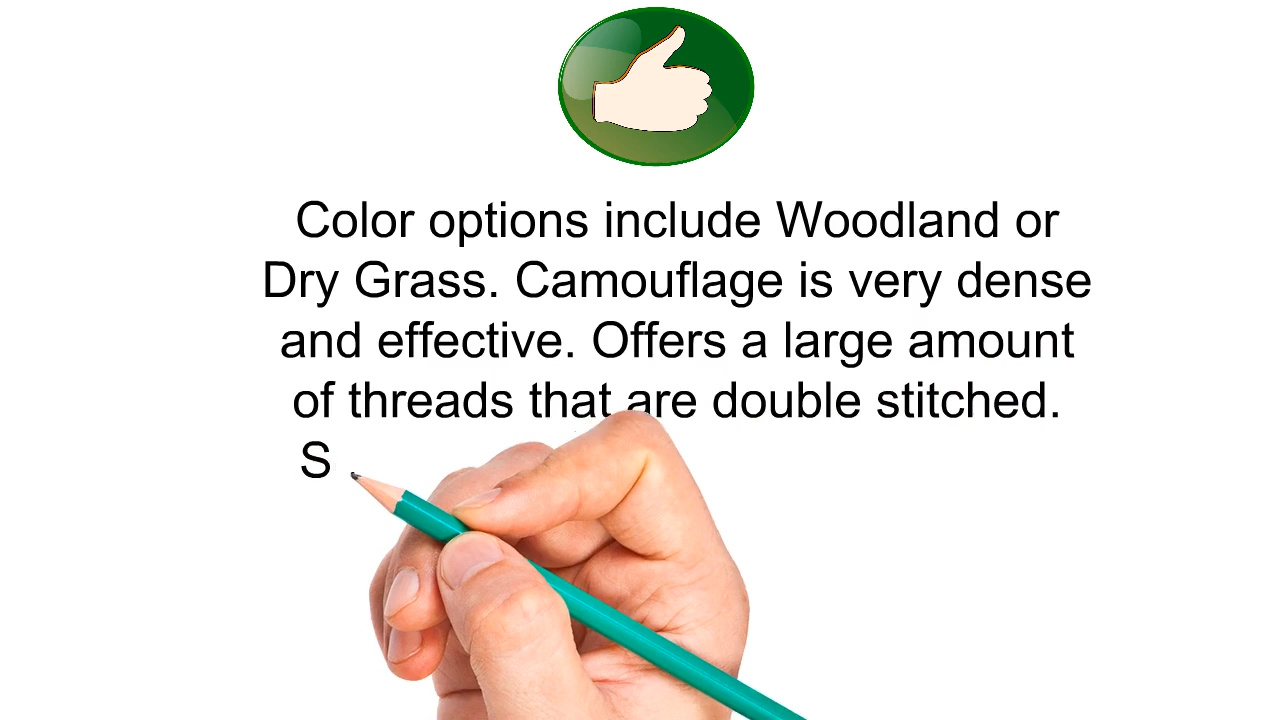 Color options include Woodland or
Dry Grass. Camouflage is very dense
and effective. Offers a large amount
of threads that are double stitched.
S